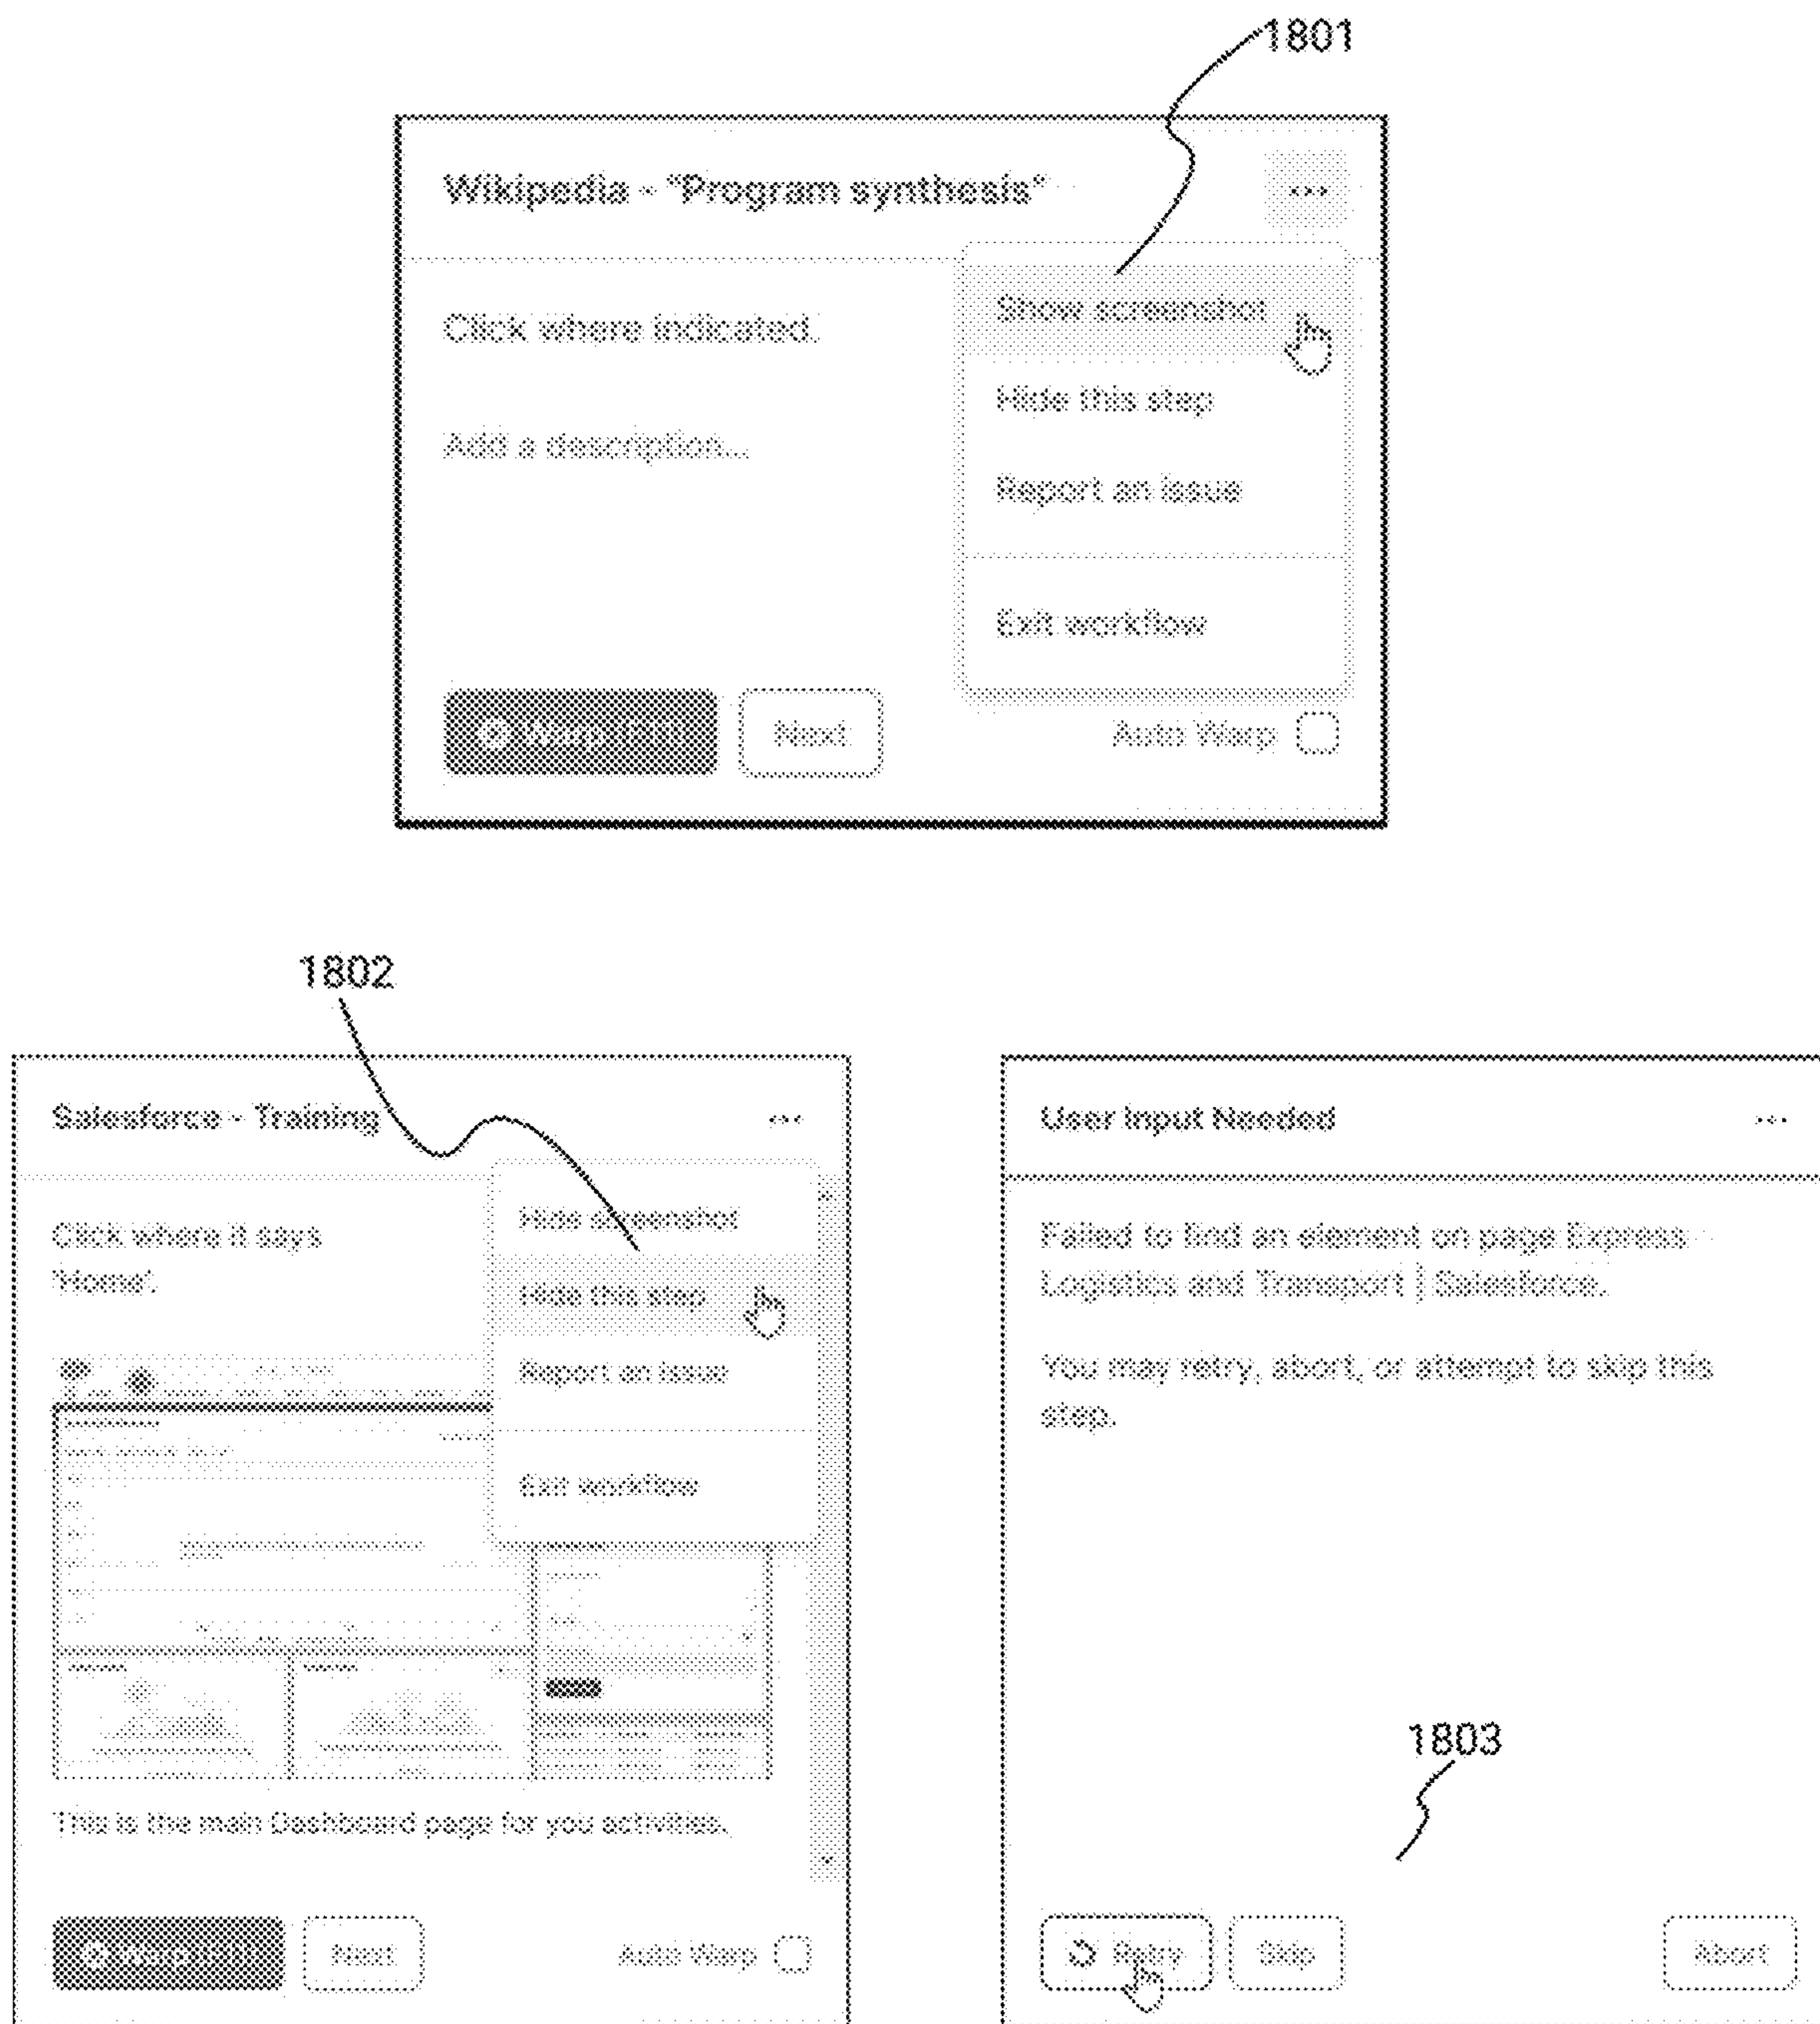 1801
Wikipedia - "Program synthesis"
...
Show screenshot
Click where indicated.
Hide this step
Add a description...
Report an issue
Exit workflow
Warp
Next
Auto Warp
1802
Salesforce - Training
...
Hide screenshot
Click where it says
'Home'.
Hide this step
Report an issue
Exit workflow
This is the main Dashboard page for you activities.
Next
Auto Warp
User Input Needed
...
Failed to find an element on page Express
Logistics and Transport | Salesforce.
You may retry, abort, or attempt to skip this
step.
1803
Retry
Skip
Abort